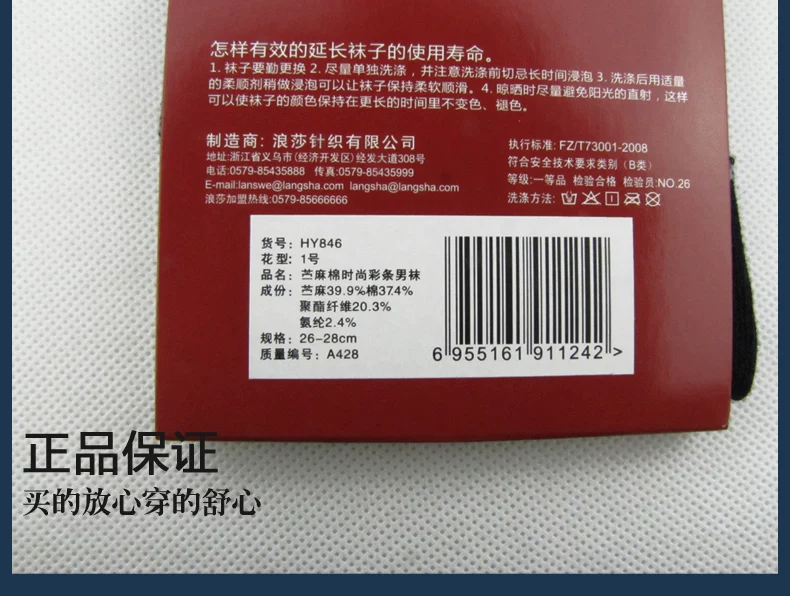 怎样有效的延长袜子的使用寿命。
1. 袜子要勤更换 2. 尽量单独洗涤，并注意洗涤前切忌长时间浸泡 3. 洗涤后用适量
的柔顺剂稍做浸泡可以让袜子保持柔软顺滑。4. 晾晒时尽量避免阳光的直射，这样
可以使袜子的颜色保持在更长的时间里不变色、褪色。
制造商：浪莎针织有限公司
地址:浙江省义乌市(经济开发区)经发大道308号
电话:0579-85435888 传真:0579-85435999
E-mail:lanswe@langsha.com langsha@langsha.com
浪莎加盟热线:0579-85666666
执行标准: FZ/T73001-2008
符合安全技术要求类别（B类）
等级:一等品 检验合格 检验员:NO.26
洗涤方法:
货号：HY846
花型：1号
品名：苎麻棉时尚彩条男袜
成份：苎麻39.9%棉37.4%
聚酯纤维20.3%
氨纶2.4%
规格：26-28cm
质量编号：A428
6 955161 911242 >
正品保证
买的放心穿的舒心